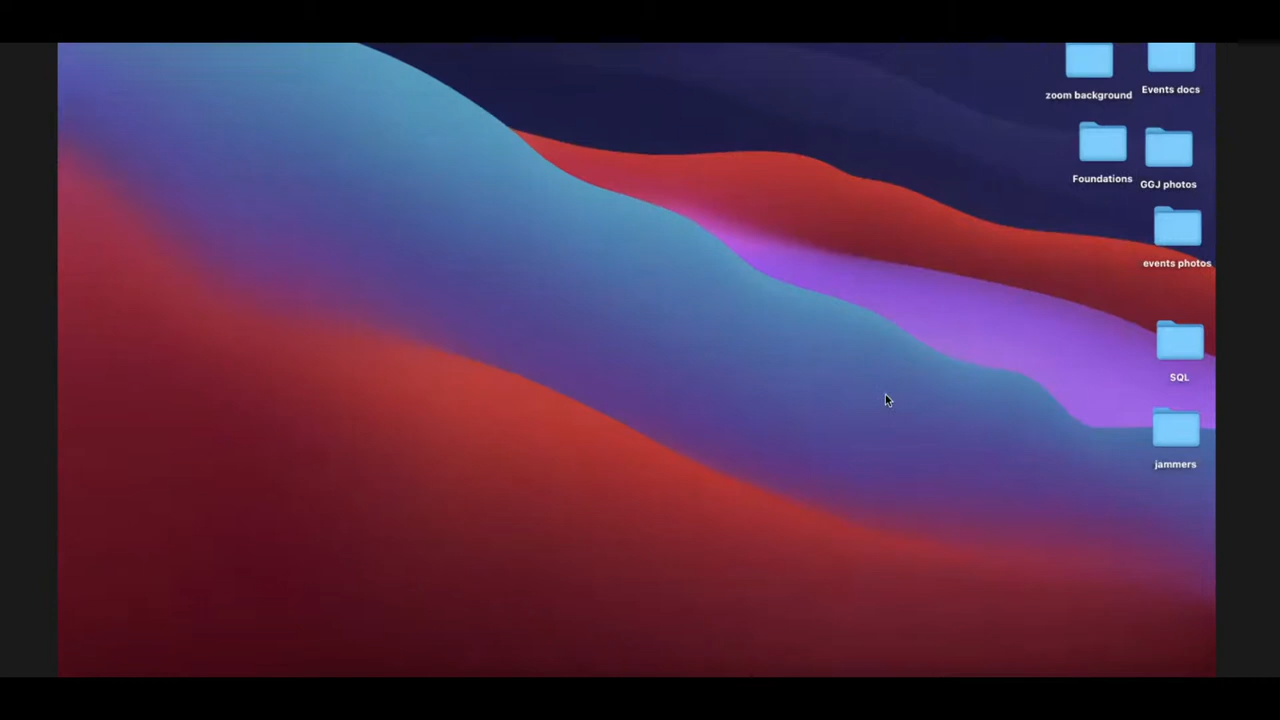 zoom background
Events docs
Foundations
GGJ photos
events photos
SQL
jammers